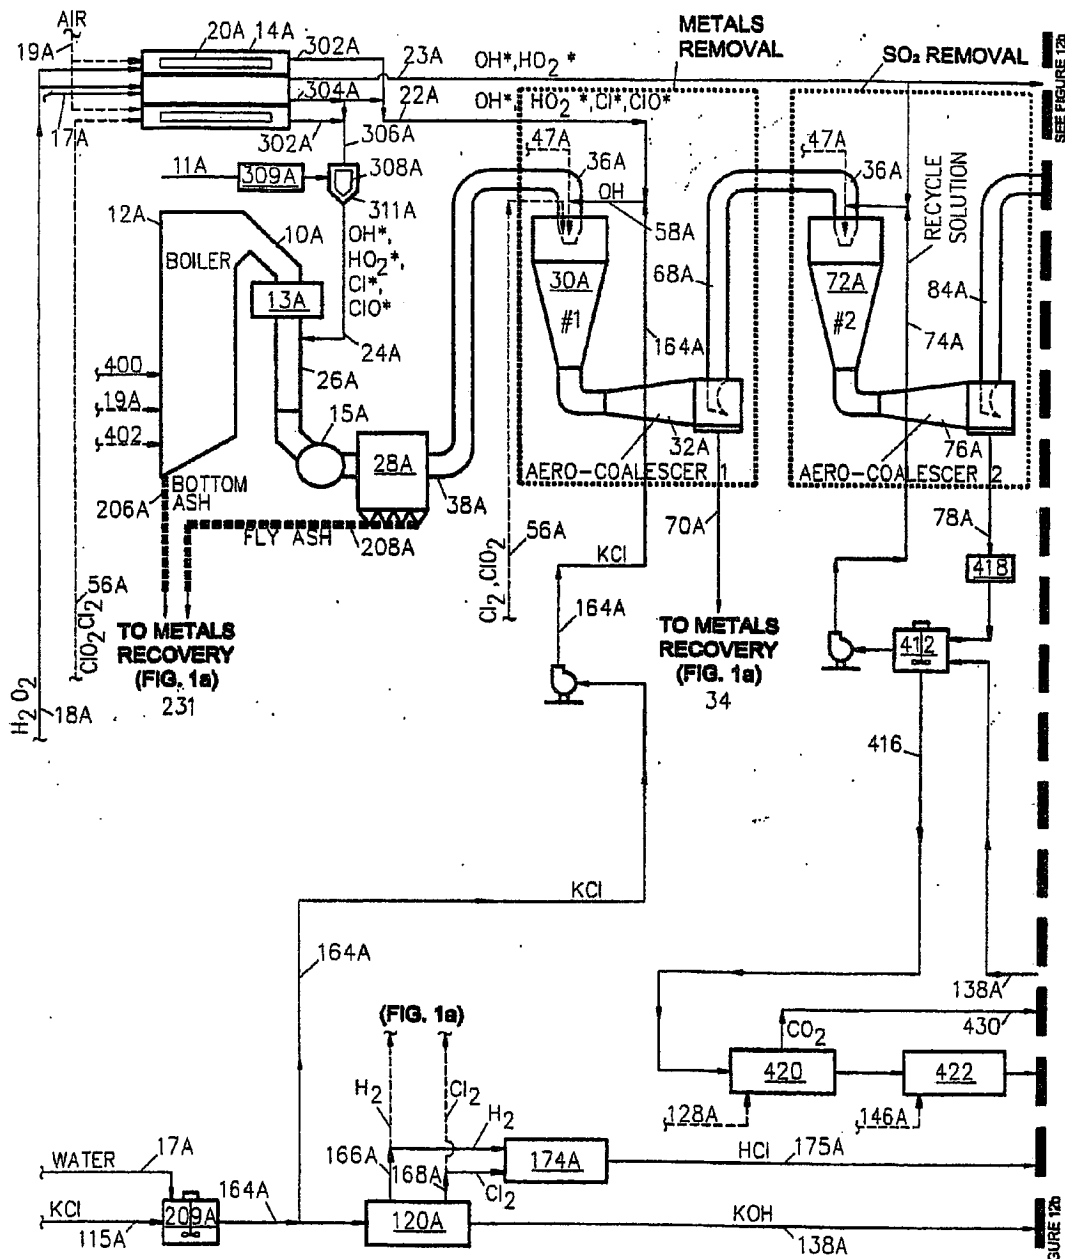 AIR
19A
20A
14A
302A
23A
METALS
REMOVAL
SO₂ REMOVAL
SEE FIGURE 12b
OH*,HO₂*
304A
22A
OH*, HO₂*,Cl*,ClO*
17A
302A
306A
47A
36A
47A
36A
11A
309A
308A
311A
OH
58A
12A
10A
BOILER
OH*,
HO₂*,
Cl*,
ClO*
30A
#1
68A
72A
#2
RECYCLE
SOLUTION
84A
13A
24A
164A
74A
26A
400
19A
402
15A
28A
32A
76A
BOTTOM
ASH
206A
38A
AERO-COALESCER 1
AERO-COALESCER 2
FLY ASH
208A
56A
70A
78A
Cl₂,ClO₂
KCl
418
56A
ClO₂Cl₂
164A
TO METALS
RECOVERY
(FIG. 1a)
231
TO METALS
RECOVERY
(FIG. 1a)
34
412
H₂O₂
18A
416
KCl
164A
138A
430
(FIG. 1a)
CO₂
420
422
H₂
Cl₂
H₂
128A
146A
WATER
17A
166A
168A
174A
Cl₂
HCl
175A
KCl
209A
164A
120A
KOH
115A
138A
GURE 12b